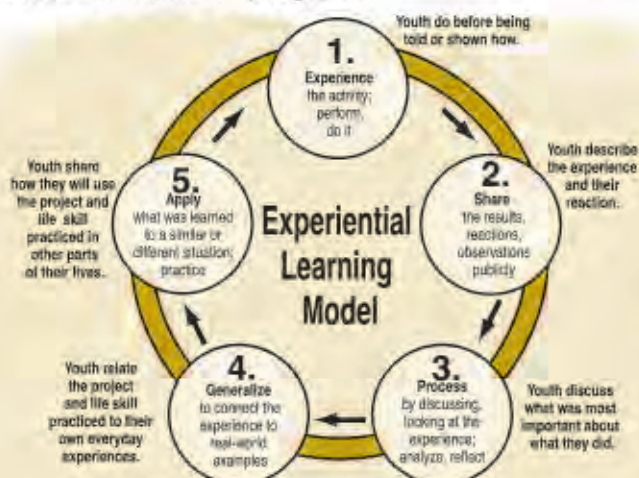 Youth do before being
told or shown how.
1.
Experience
the activity;
perform,
do it
Youth describe
the experience
and their
reaction.
2.
Share
the results,
reactions,
observations
publicly
Youth discuss
what was most
important about
what they did.
3.
Process
by discussing,
looking at the
experience;
analyze, reflect
Youth relate
the project
and life skill
practiced to their
own everyday
experiences.
4.
Generalize
to connect the
experience to
real-world
examples
Youth share
how they will use
the project and
life skill
practiced in
other parts
of their lives.
5.
Apply
what was learned
to a similar or
different situation;
practice
Experiential
Learning
Model